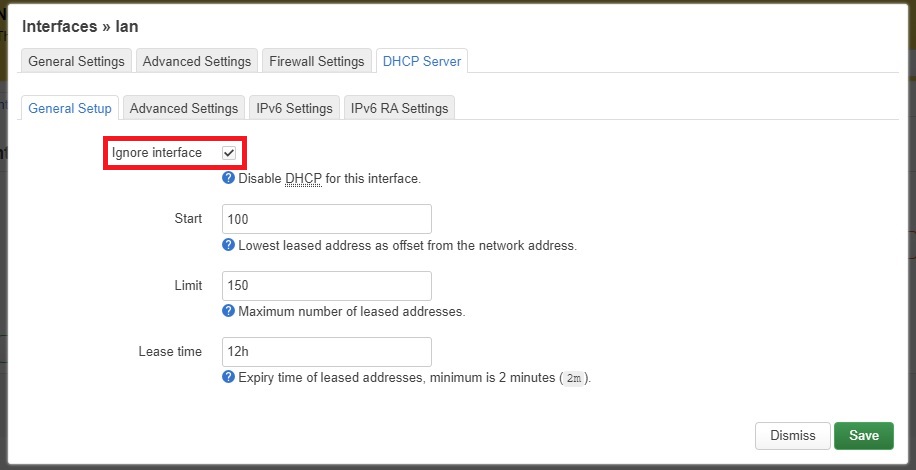 Interfaces » lan
General Settings Advanced Settings Firewall Settings DHCP Server
General Setup Advanced Settings IPv6 Settings IPv6 RA Settings
Ignore interface
? Disable DHCP for this interface.
Start 100
? Lowest leased address as offset from the network address.
Limit 150
? Maximum number of leased addresses.
Lease time 12h
? Expiry time of leased addresses, minimum is 2 minutes (2m).
Dismiss Save